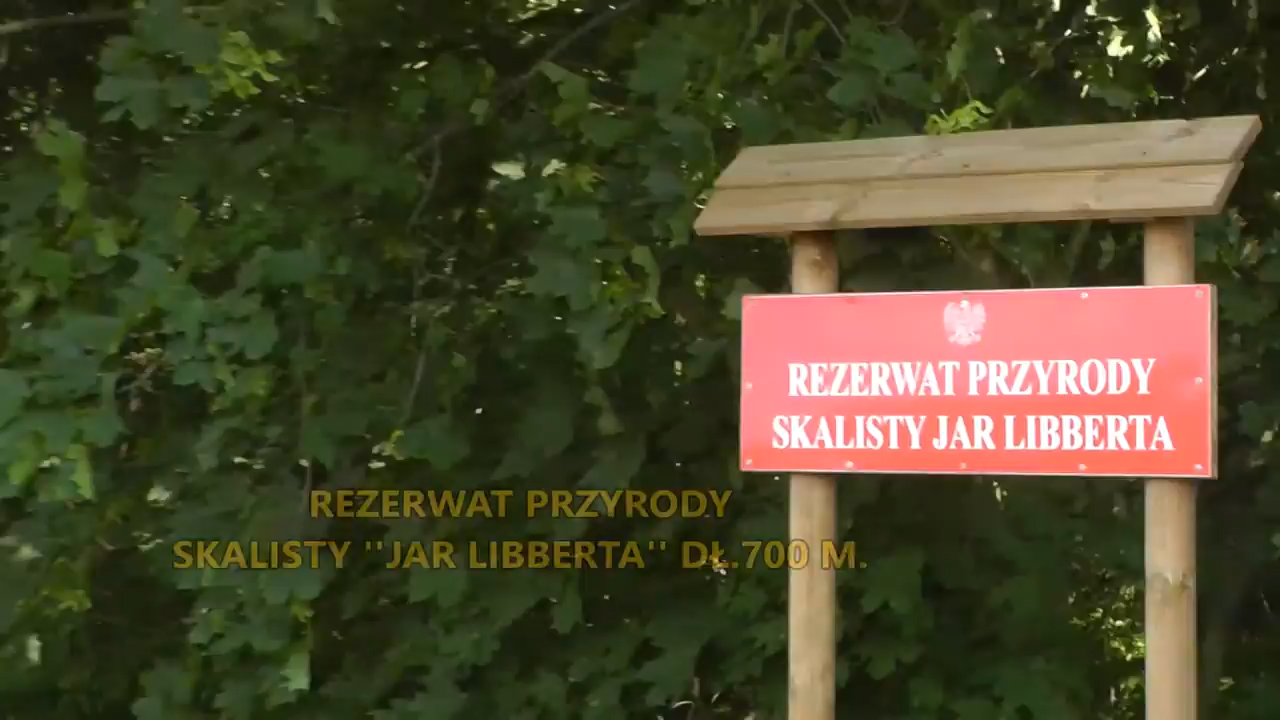 REZERWAT PRZYRODY
SKALISTY JAR LIBBERTA
REZERWAT PRZYRODY
SKALISTY ''JAR LIBBERTA'' DŁ.700 M.